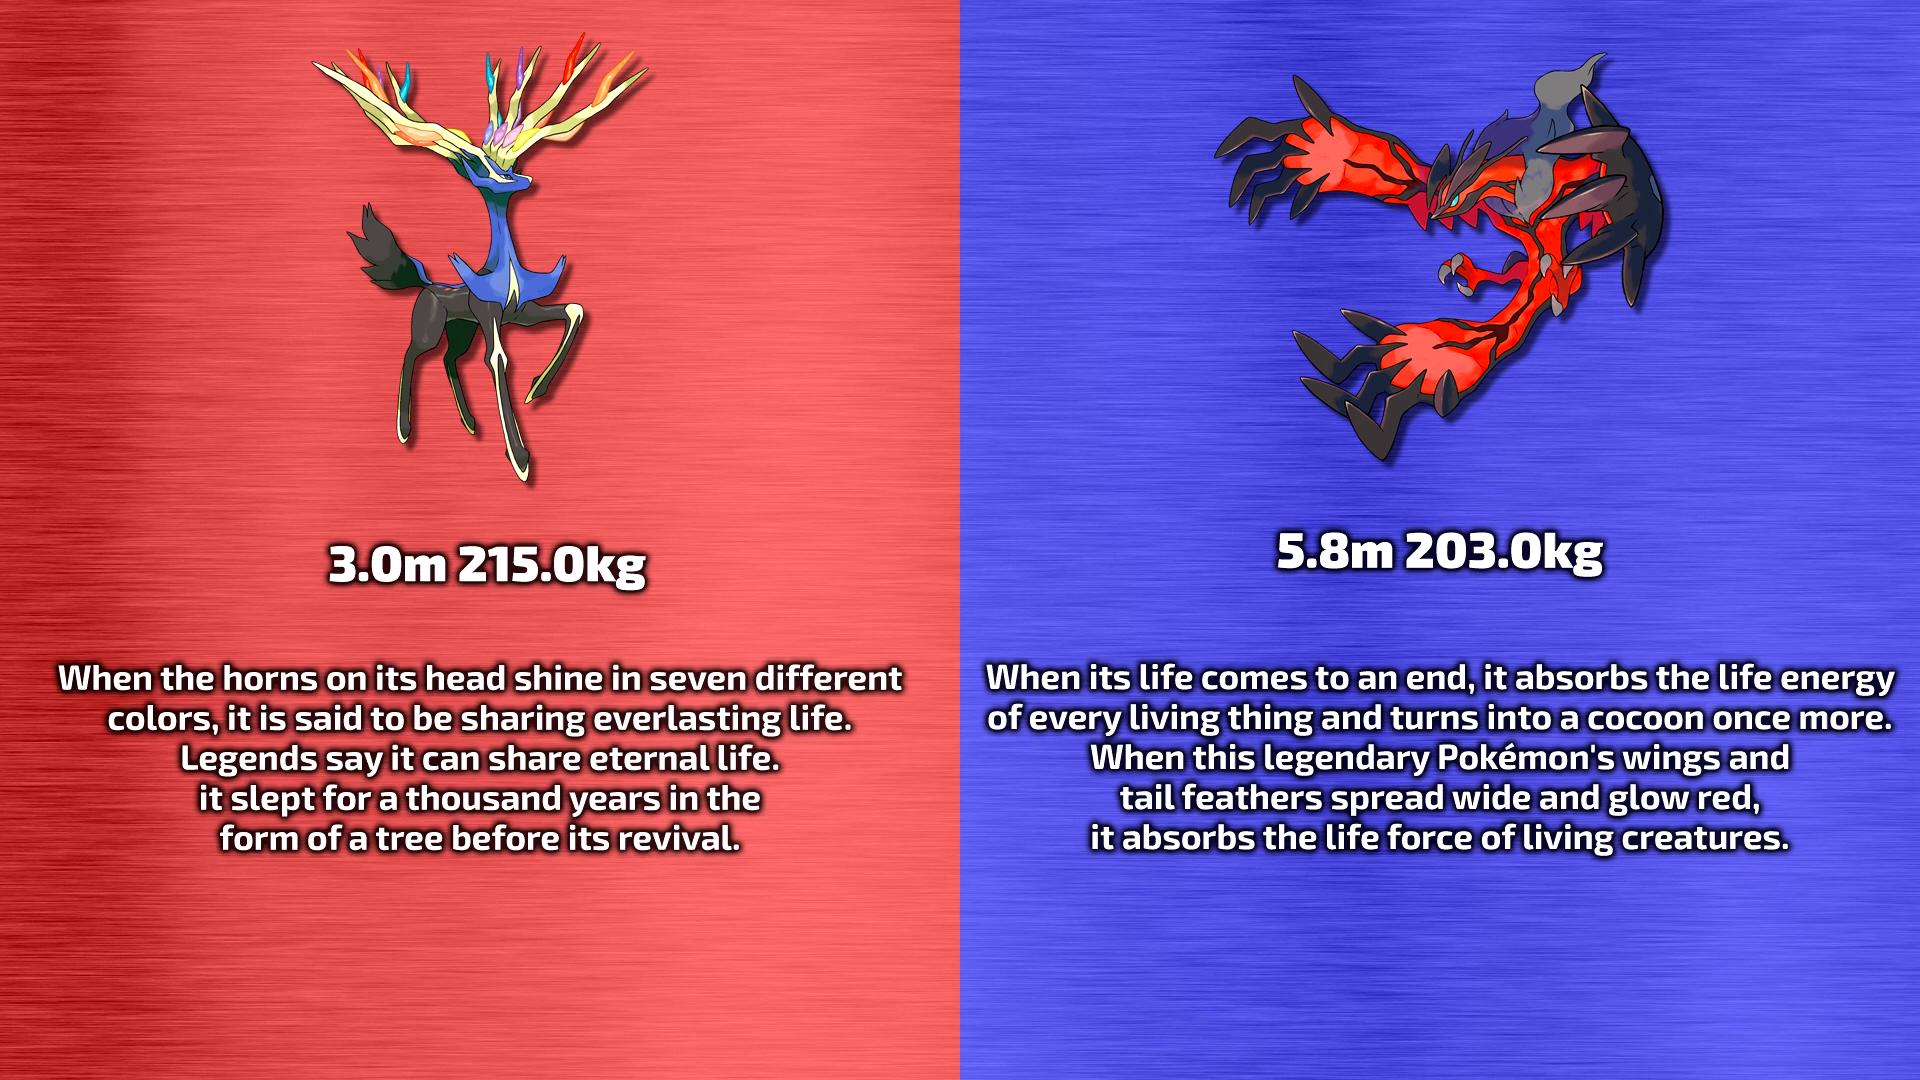 3.0m 215.0kg
When the horns on its head shine in seven different
colors, it is said to be sharing everlasting life.
Legends say it can share eternal life.
it slept for a thousand years in the
form of a tree before its revival.
5.8m 203.0kg
When its life comes to an end, it absorbs the life energy
of every living thing and turns into a cocoon once more.
When this legendary Pokémon's wings and
tail feathers spread wide and glow red,
it absorbs the life force of living creatures.